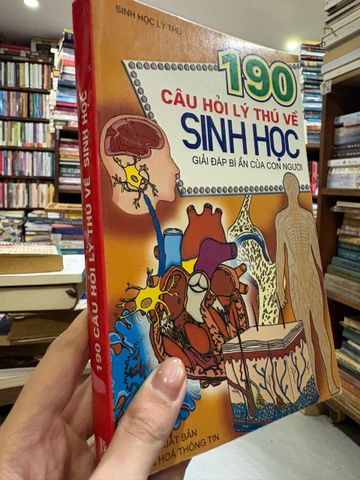 SINH HỌC LÝ THÚ
190
CÂU HỎI LÝ THÚ VỀ
SINH HỌC
GIẢI ĐÁP BÍ ẨN CỦA CON NGƯỜI
190 CÂU HỎI LÝ THÚ VỀ SINH HỌC
XUẤT BẢN
HOÁ THÔNG TIN